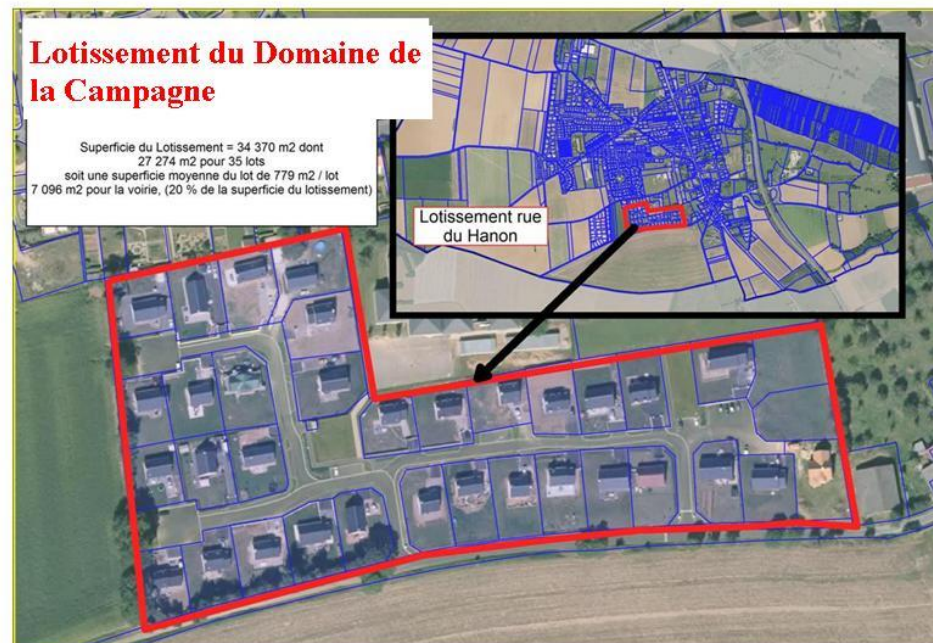 Lotissement du Domaine de
la Campagne
Superficie du Lotissement = 34 370 m2 dont
27 274 m2 pour 35 lots
soit une superficie moyenne du lot de 779 m2 / lot
7 096 m2 pour la voirie, (20 % de la superficie du lotissement)
Lotissement rue
du Hanon